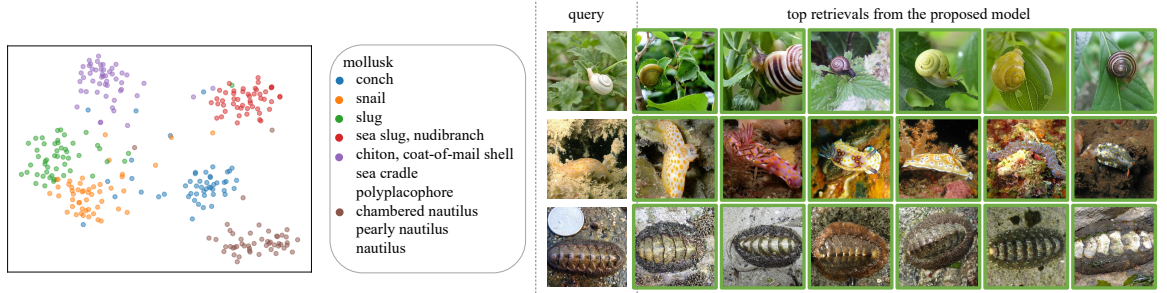 query
top retrievals from the proposed model
mollusk
conch
snail
slug
sea slug, nudibranch
chiton, coat-of-mail shell
sea cradle
polyplacophore
chambered nautilus
pearly nautilus
nautilus